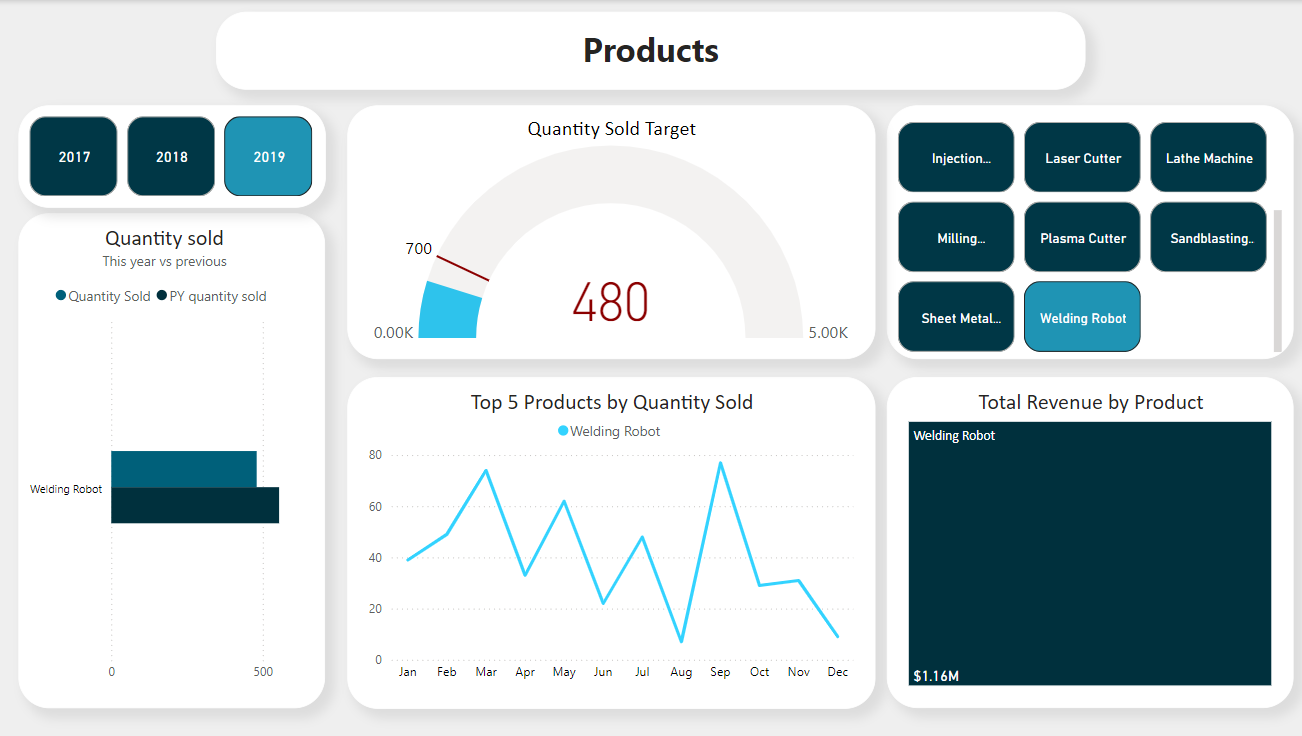 Products
2017
2018
2019
Quantity sold
This year vs previous
Quantity Sold PY quantity sold
Welding Robot
0
500
Quantity Sold Target
700
480
0.00K
5.00K
Injection...
Laser Cutter
Lathe Machine
Milling...
Plasma Cutter
Sandblasting..
Sheet Metal...
Welding Robot
Top 5 Products by Quantity Sold
Welding Robot
80
60
40
20
0
Jan Feb Mar Apr May Jun Jul Aug Sep Oct Nov Dec
Total Revenue by Product
Welding Robot
$1.16M